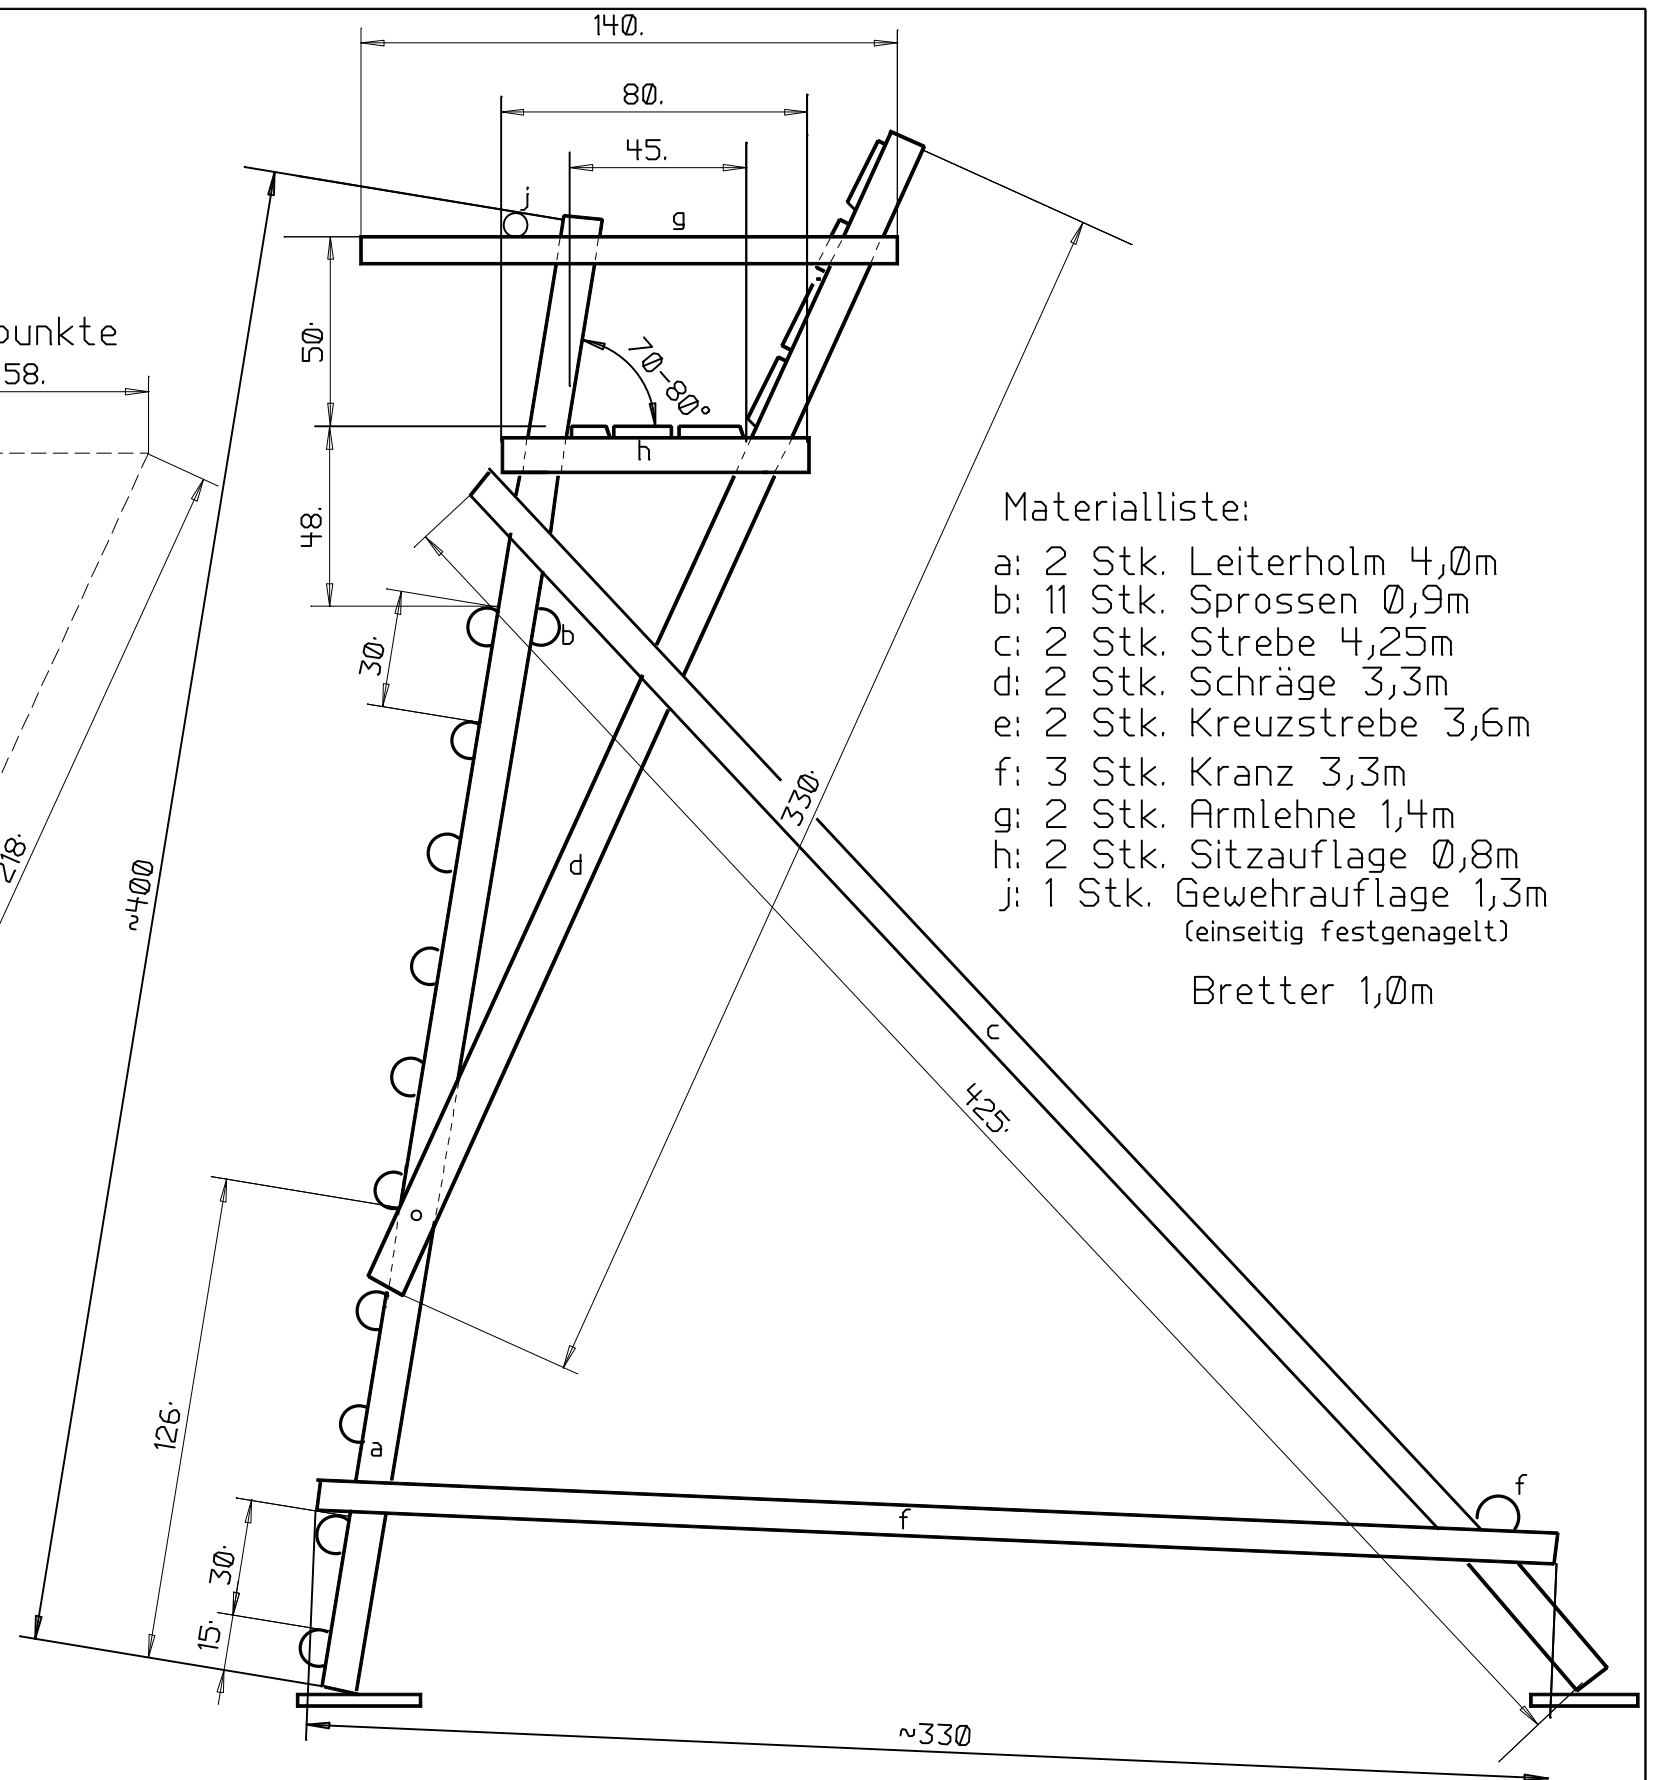 140.
80.
45.
j
g
punkte
58.
50.
70-80°
h
48.
Materialliste:
a: 2 Stk. Leiterholm 4,0m
b: 11 Stk. Sprossen 0,9m
c: 2 Stk. Strebe 4,25m
d: 2 Stk. Schräge 3,3m
e: 2 Stk. Kreuzstrebe 3,6m
f: 3 Stk. Kranz 3,3m
g: 2 Stk. Armlehne 1,4m
h: 2 Stk. Sitzauflage 0,8m
j: 1 Stk. Gewehrauflage 1,3m
(einseitig festgenagelt)
Bretter 1,0m
b
30.
330.
218.
d
~400
c
425.
126.
a
f
f
30.
15.
~330